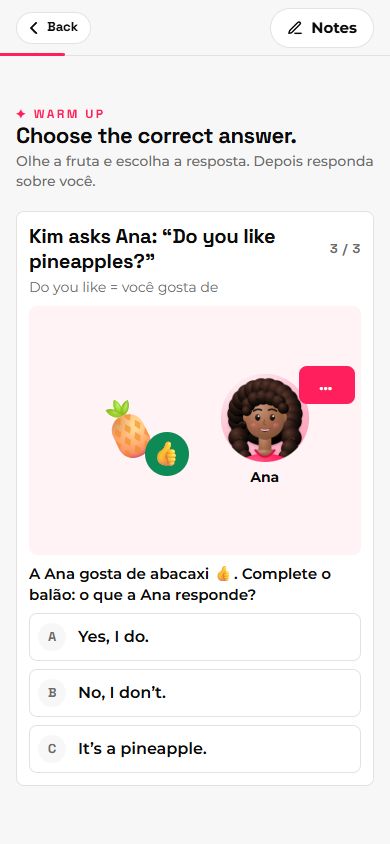 Back
Notes
WARM UP
Choose the correct answer.
Olhe a fruta e escolha a resposta. Depois responda
sobre você.
Kim asks Ana: “Do you like
pineapples?”
3 / 3
Do you like = você gosta de
...
Ana
A Ana gosta de abacaxi 👍. Complete o
balão: o que a Ana responde?
A Yes, I do.
B No, I don’t.
C It’s a pineapple.